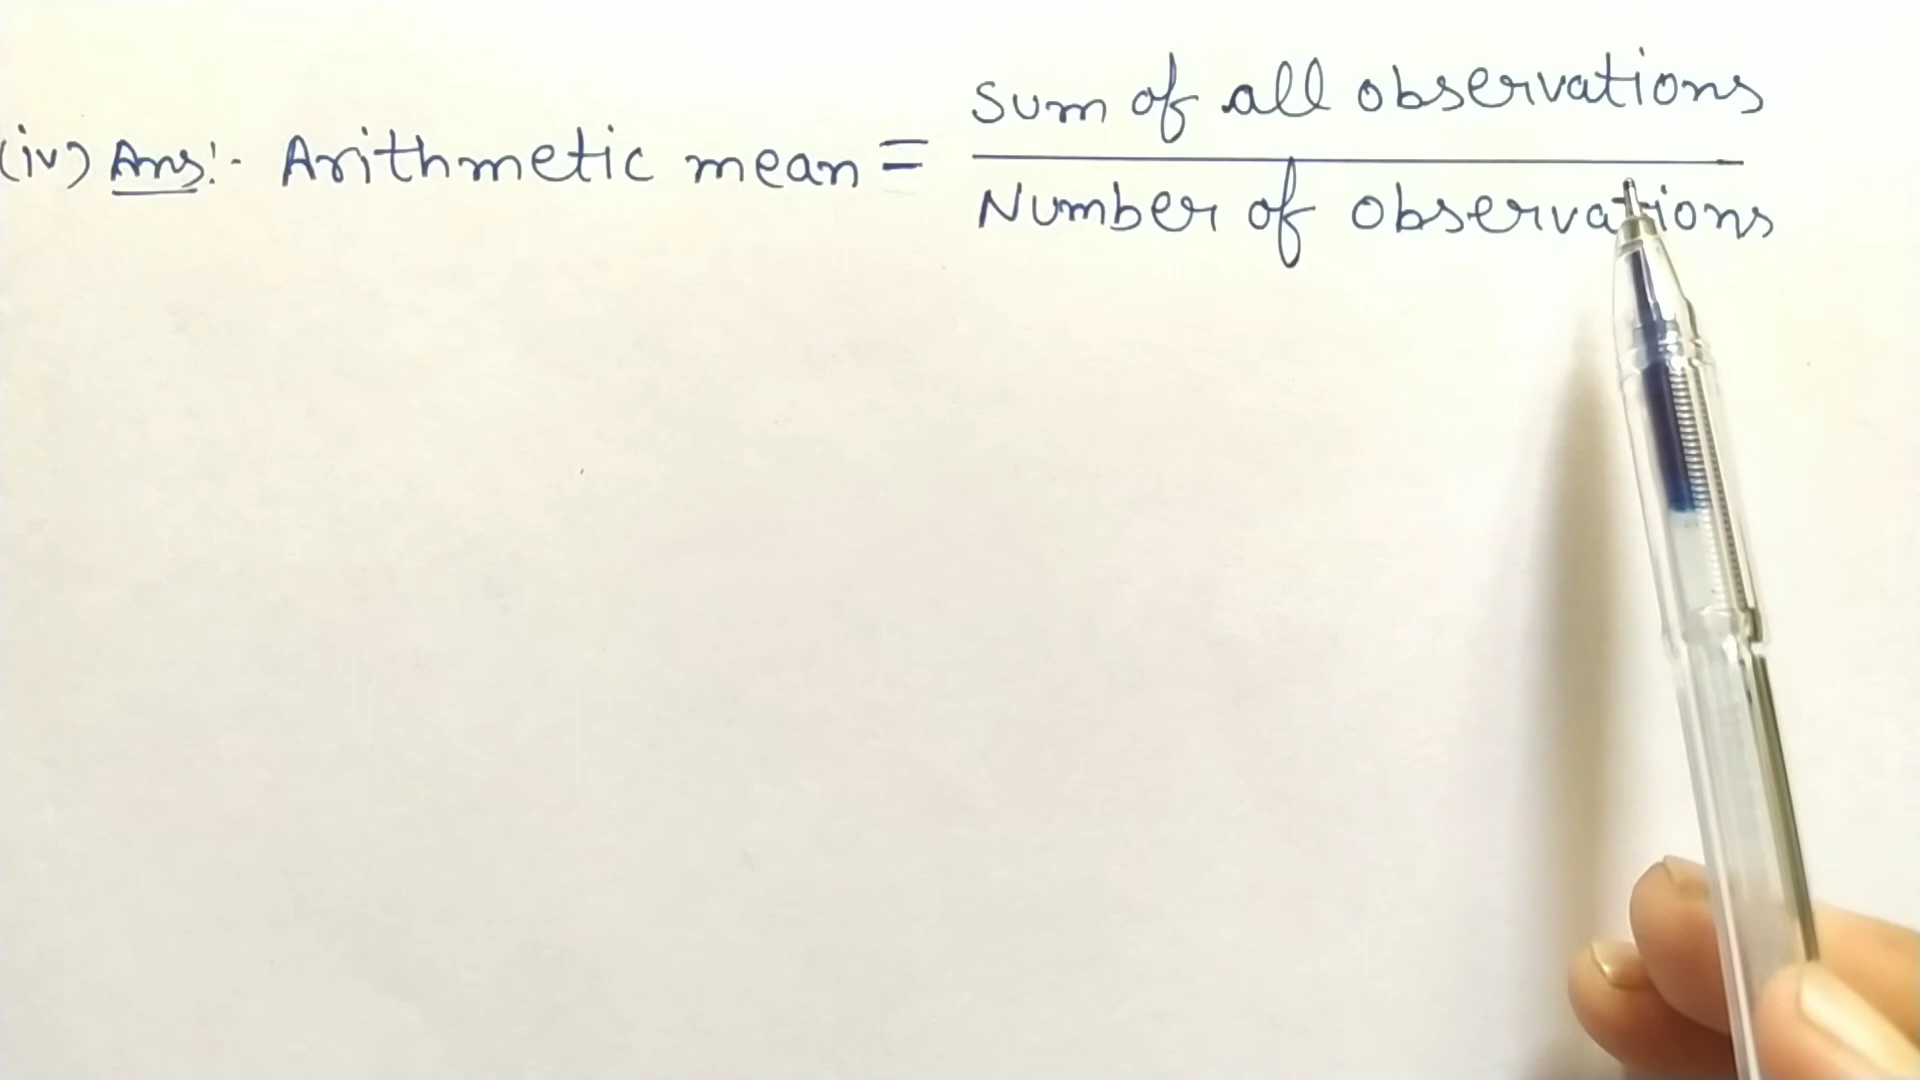 Sum of all observations
(iv) Ans:- Arithmetic mean =
Number of observations